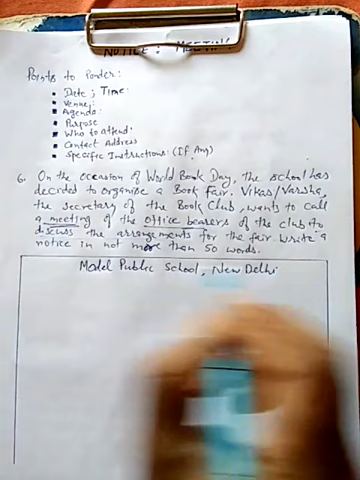 NOTICE: MEETING
Points to Ponder:
▪ Date; Time:
▪ Venue:
▪ Agenda:
▪ Purpose
▪ Who to attend:
▪ Contact Address
▪ Specific Instructions: (If Any)
6. On the occasion of World Book Day, the school has
decided to organise a Book fair. Vikas/Varsha,
the secretary of the Book Club, wants to call
a meeting of the office bearers of the club to
discuss the arrangements for the fair. Write a
notice in not more than 50 words.
Model Public School, New Delhi